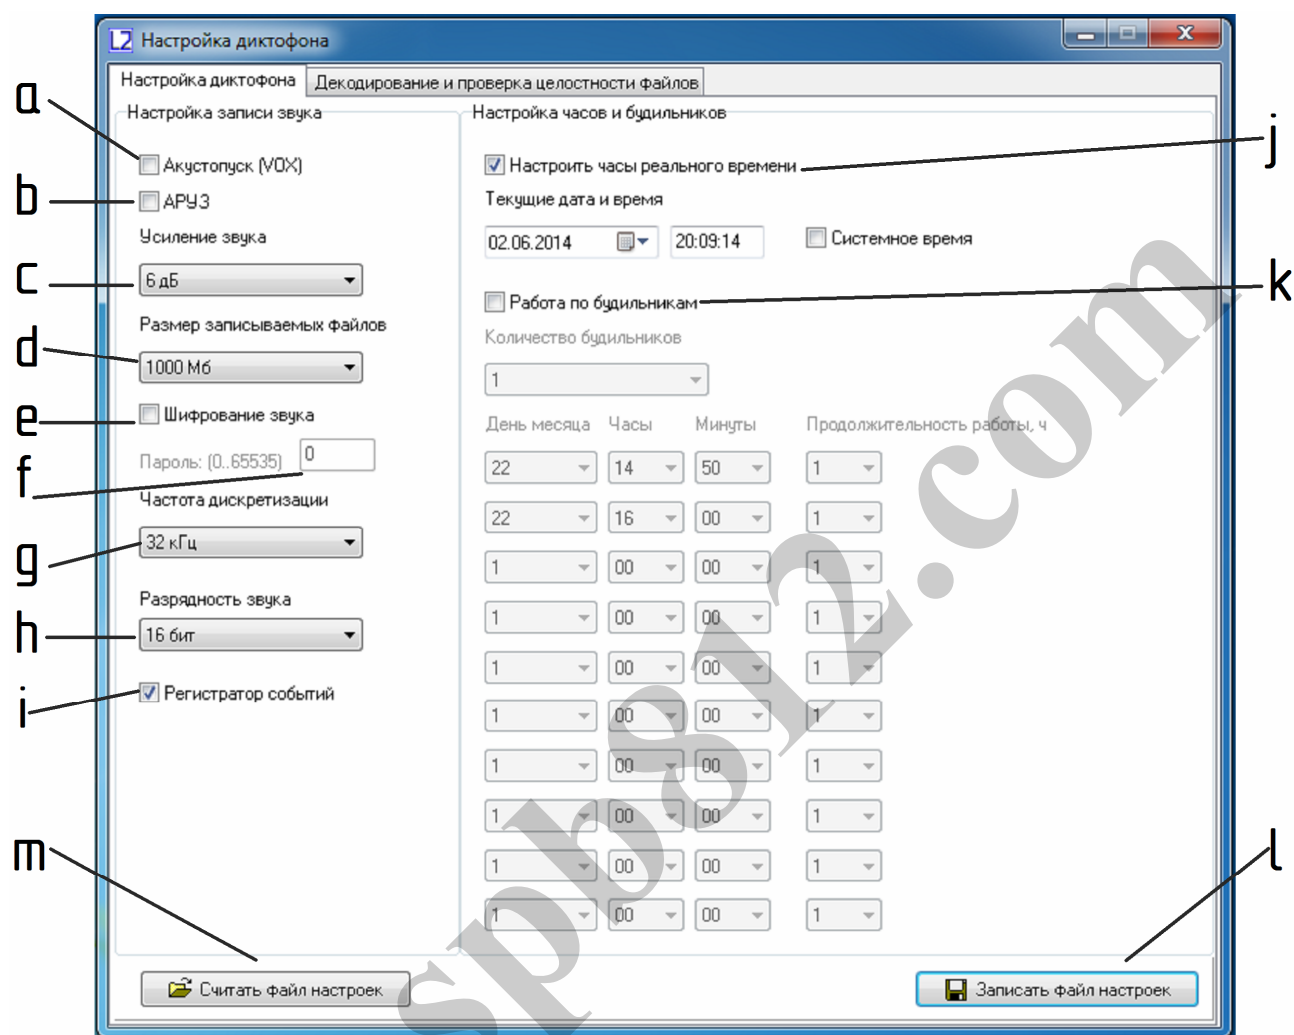 L2 Настройка диктофона
Настройка диктофона Декодирование и проверка целостности файлов
Настройка записи звука
a
Акустопуск (VOX)
b
АРУЗ
Усиление звука
c
6 дБ
Размер записываемых файлов
d
1000 Мб
e
Шифрование звука
Пароль: (0..65535) 0
f
Частота дискретизации
g
32 кГц
Разрядность звука
h
16 бит
i
Регистратор событий
Настройка часов и будильников
Настроить часы реального времени
j
Текущие дата и время
02.06.2014 20:09:14 Системное время
Работа по будильникам
k
Количество будильников
1
День месяца Часы Минуты Продолжительность работы, ч
22 14 50 1
22 16 00 1
1 00 00 1
1 00 00 1
1 00 00 1
1 00 00 1
1 00 00 1
1 00 00 1
1 00 00 1
1 00 00 1
m
l
Считать файл настроек Записать файл настроек
spb812.com